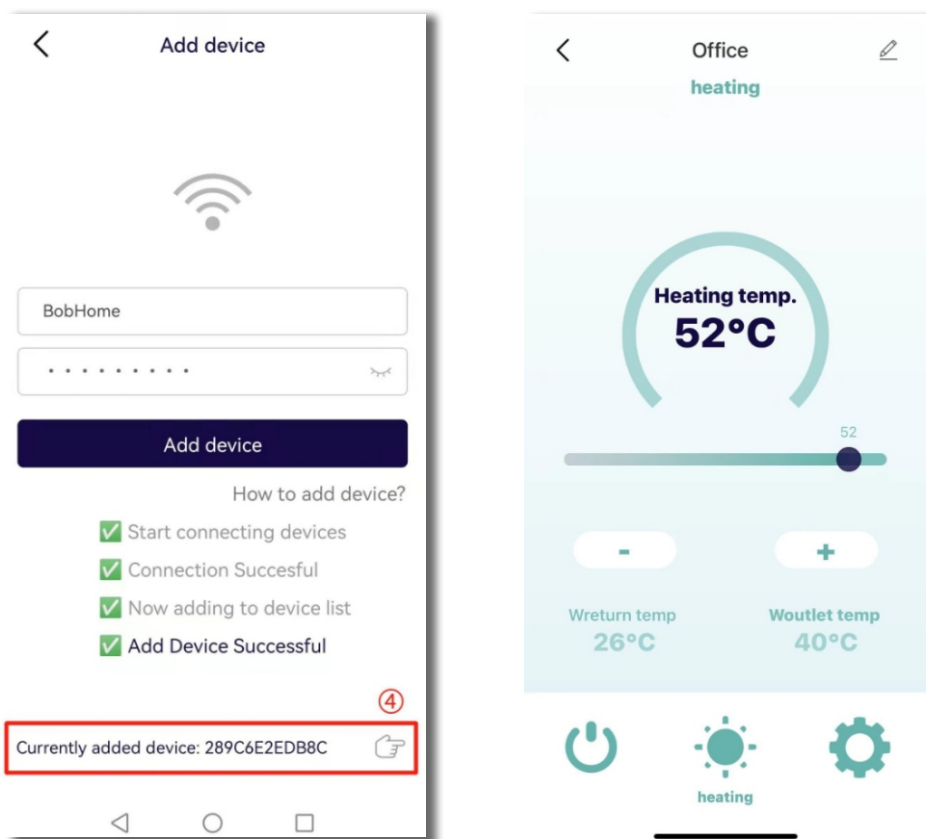 Add device
BobHome
.........
Add device
How to add device?
Start connecting devices
Connection Succesful
Now adding to device list
Add Device Successful
④
Currently added device: 289C6E2EDB8C
Office
heating
Heating temp.
52°C
52
-
+
Wreturn temp
Woutlet temp
26°C
40°C
heating